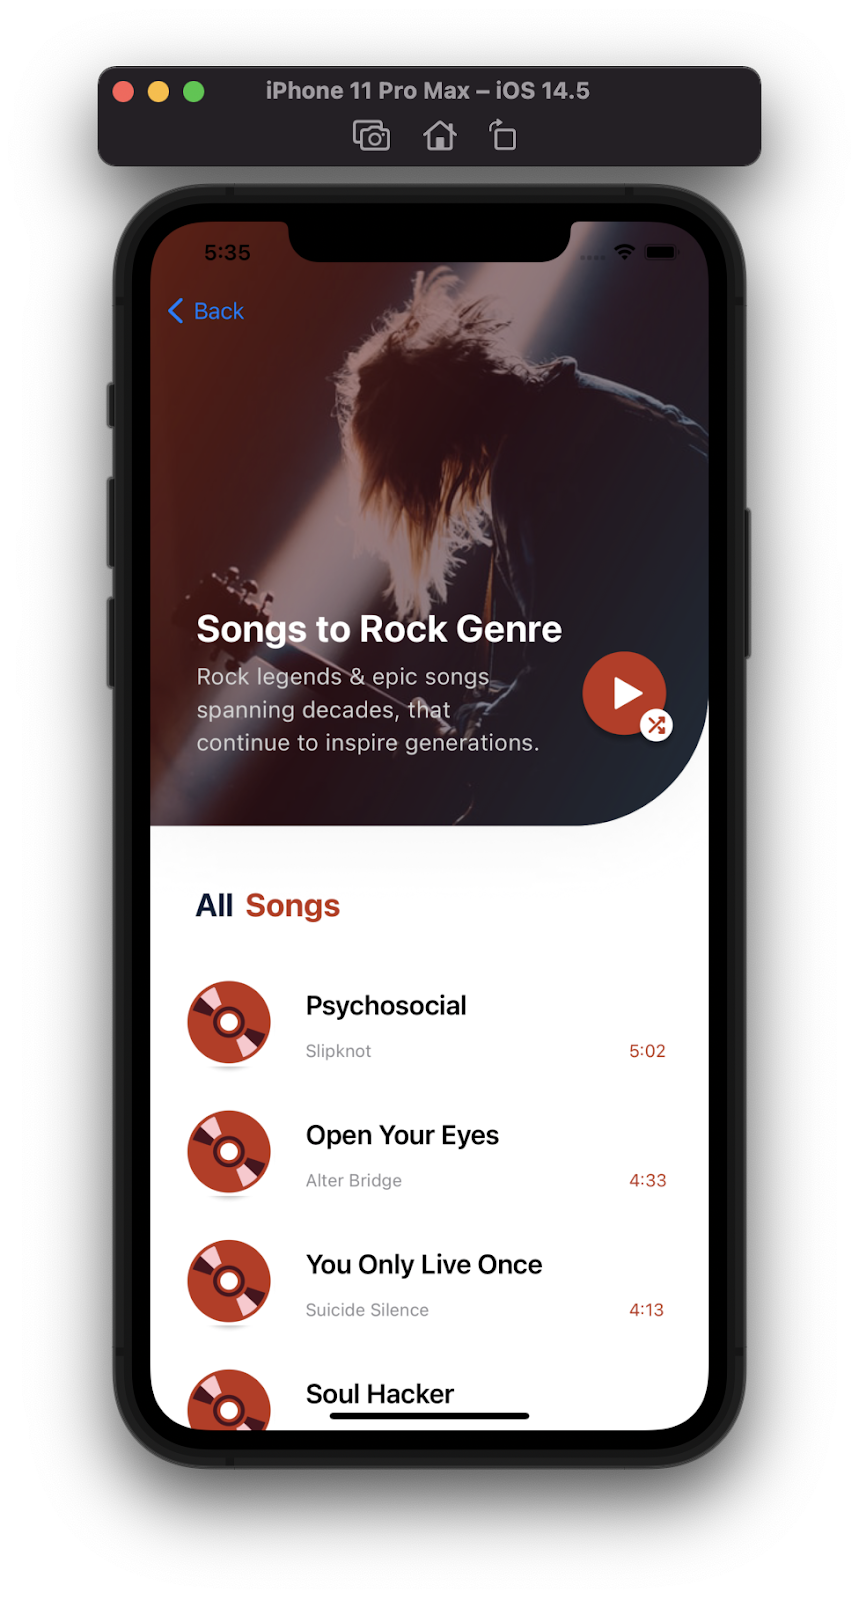 iPhone 11 Pro Max – iOS 14.5
5:35
Back
Songs to Rock Genre
Rock legends & epic songs
spanning decades, that
continue to inspire generations.
All Songs
Psychosocial
Slipknot
5:02
Open Your Eyes
Alter Bridge
4:33
You Only Live Once
Suicide Silence
4:13
Soul Hacker